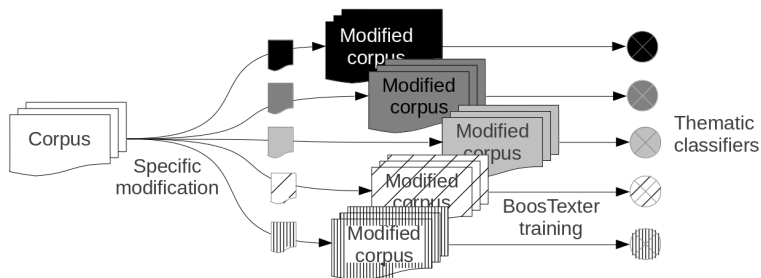 Corpus
Specific
modification
Modified
corpus
Modified
corpus
Modified
corpus
Modified
corpus
Modified
corpus
BoosTexter
training
Thematic
classifiers